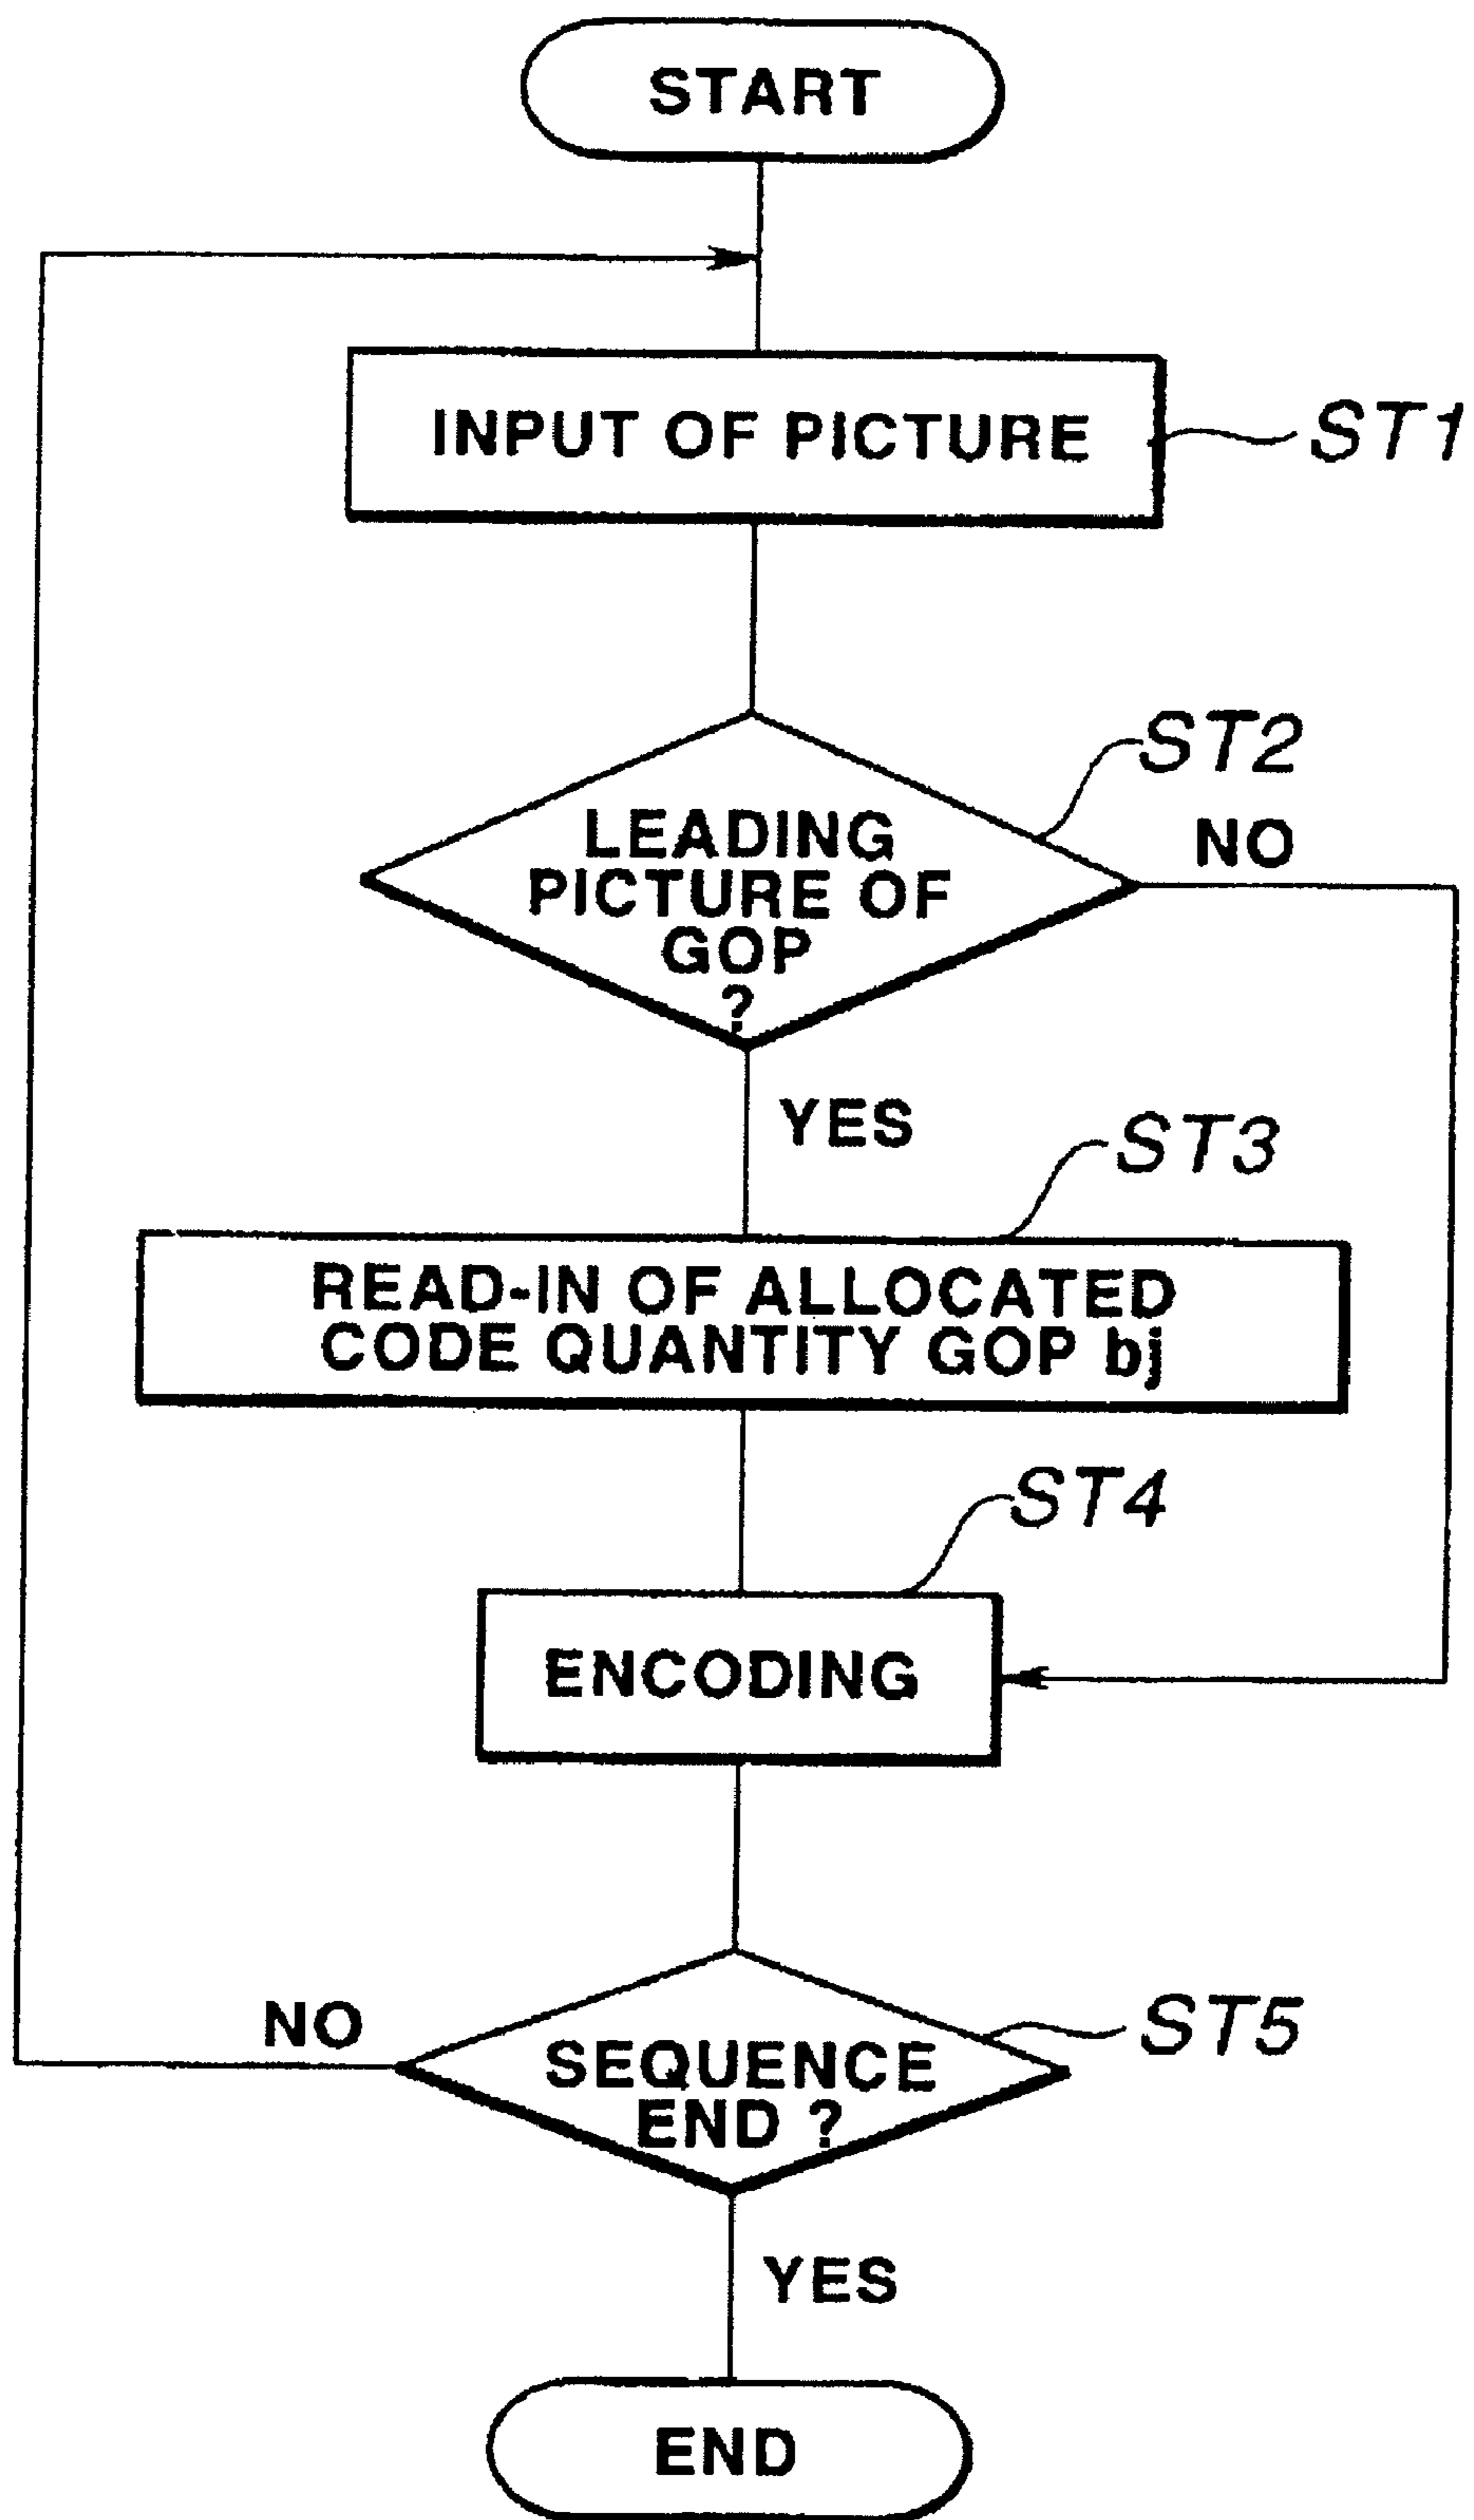 START
INPUT OF PICTURE
ST1
ST2
NO
LEADING
PICTURE OF
GOP
?
YES
ST3
READ-IN OF ALLOCATED
CODE QUANTITY GOP bj
ST4
ENCODING
NO
ST5
SEQUENCE
END ?
YES
END